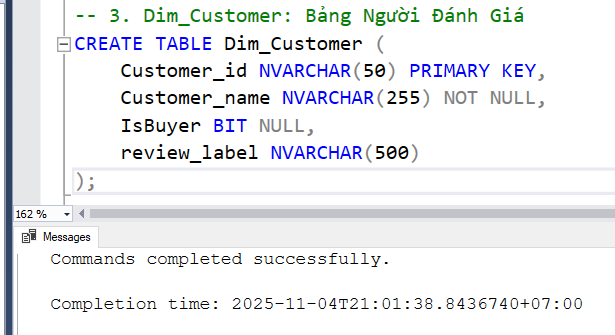 -- 3. Dim_Customer: Bảng Người Đánh Giá
CREATE TABLE Dim_Customer (
Customer_id NVARCHAR(50) PRIMARY KEY,
Customer_name NVARCHAR(255) NOT NULL,
IsBuyer BIT NULL,
review_label NVARCHAR(500)
);
162 %
Messages
Commands completed successfully.
Completion time: 2025-11-04T21:01:38.8436740+07:00